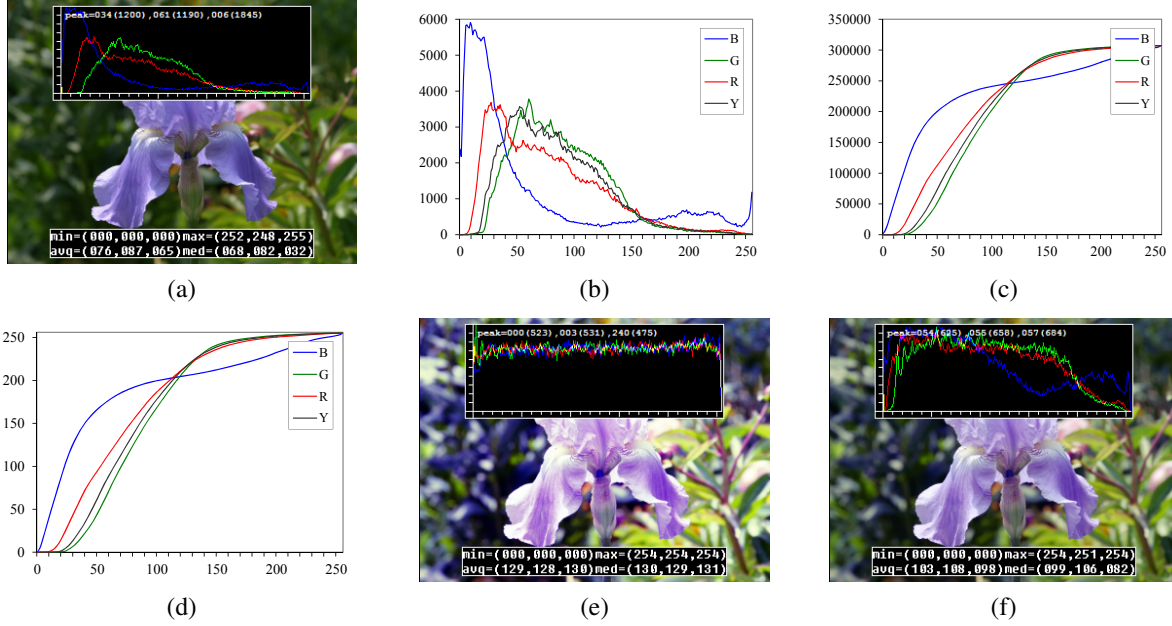 peak=034(1200),061(1190),006(1845)
min=(000,000,000)max=(252,248,255)
avg=(076,087,065)med=(068,082,032)
(a)
6000
5000
4000
3000
2000
1000
0
0 50 100 150 200 250
B
G
R
Y
(b)
350000
300000
250000
200000
150000
100000
50000
0
0 50 100 150 200 250
B
G
R
Y
(c)
250
200
150
100
50
0
0 50 100 150 200 250
B
G
R
Y
(d)
peak=000(523),003(531),240(475)
min=(000,000,000)max=(254,254,254)
avg=(129,128,130)med=(130,129,131)
(e)
peak=054(625),055(658),057(684)
min=(000,000,000)max=(254,251,254)
avg=(103,108,098)med=(099,106,082)
(f)